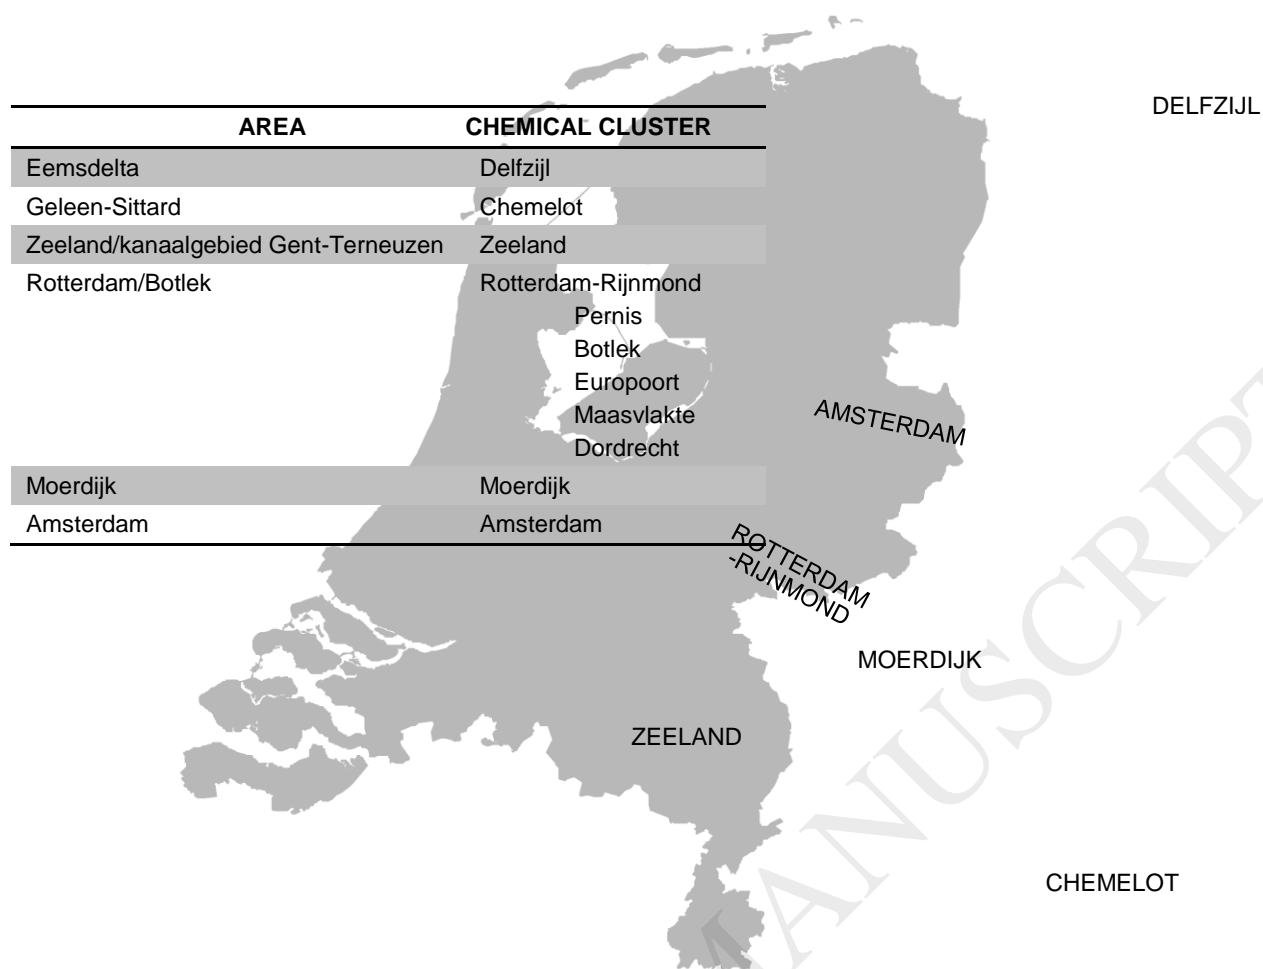 AREA CHEMICAL CLUSTER
Eemsdelta Delfzijl
Geleen-Sittard Chemelot
Zeeland/kanaalgebied Gent-Terneuzen Zeeland
Rotterdam/Botlek Rotterdam-Rijnmond
Pernis
Botlek
Europoort
Maasvlakte
Dordrecht
Moerdijk Moerdijk
Amsterdam Amsterdam
DELFZIJL
AMSTERDAM
ROTTERDAM
-RIJNMOND
MOERDIJK
ZEELAND
CHEMELOT
MANUSCRIPT